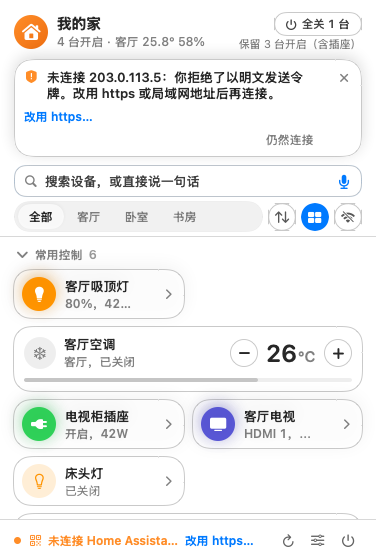 我的家
全关 1 台
4 台开启 · 客厅 25.8° 58%
保留 3 台开启（含插座）
未连接 203.0.113.5：你拒绝了以明文发送令
牌。改用 https 或局域网地址后再连接。
改用 https...
仍然连接
搜索设备，或直接说一句话
全部 客厅 卧室 书房
常用控制 6
客厅吸顶灯
80%，42...
客厅空调
客厅，已关闭
26°C
电视柜插座
开启，42W
客厅电视
HDMI 1，...
床头灯
已关闭
未连接 Home Assista... 改用 https...